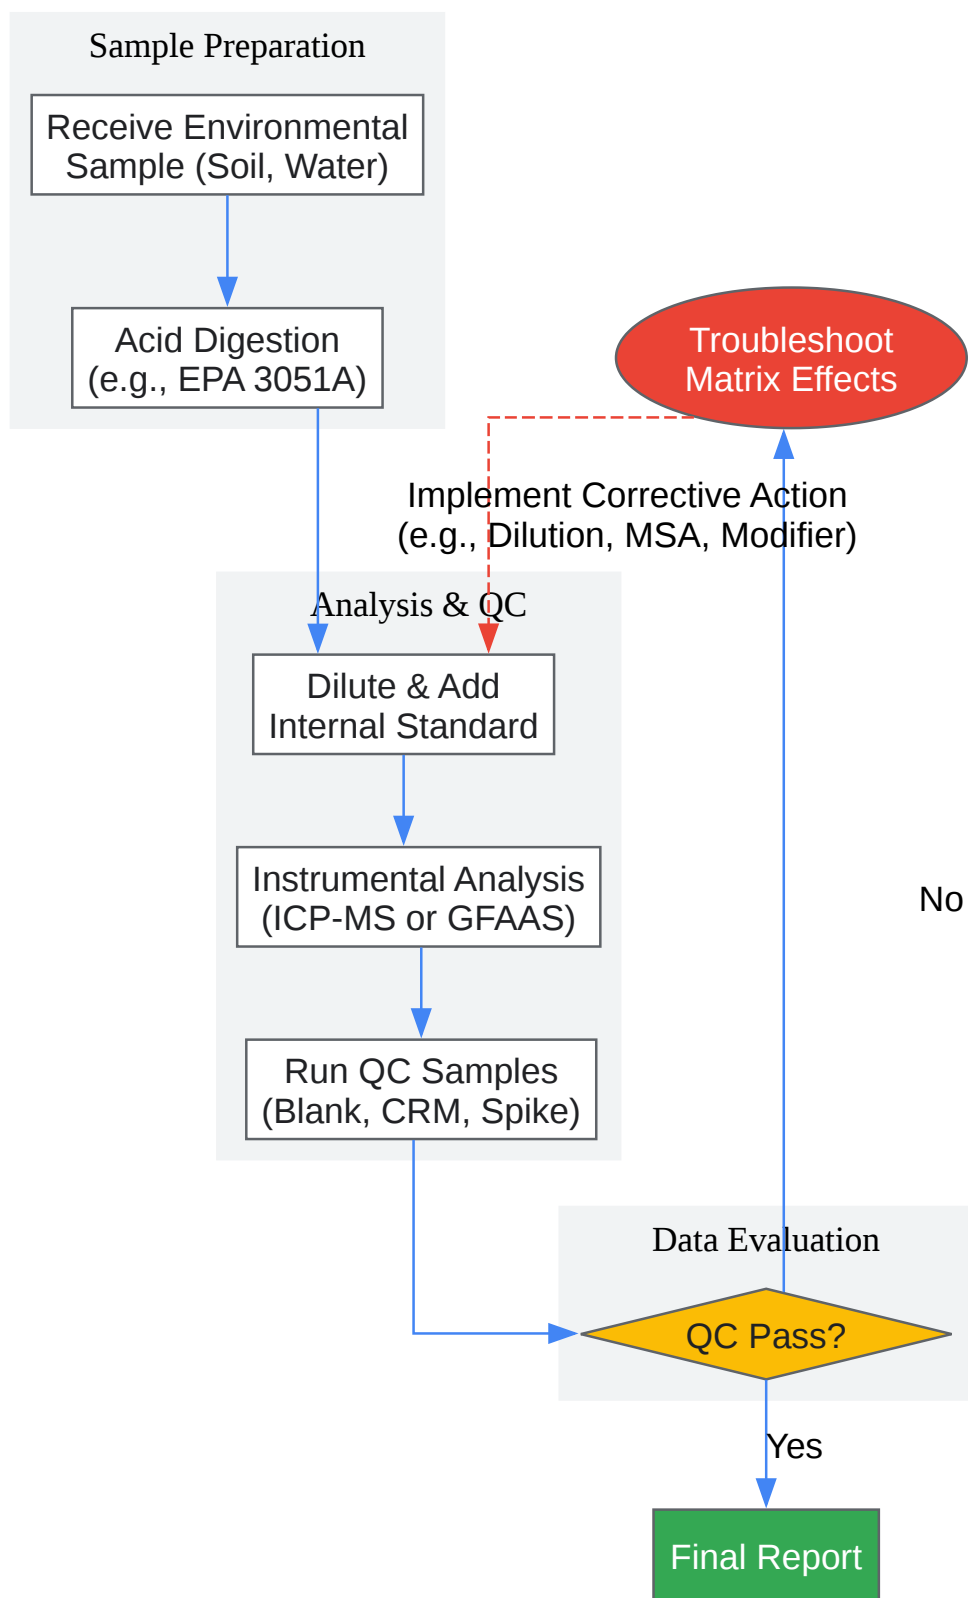 Sample Preparation
Receive Environmental
Sample (Soil, Water)
Acid Digestion
(e.g., EPA 3051A)
Troubleshoot
Matrix Effects
Implement Corrective Action
(e.g., Dilution, MSA, Modifier)
Analysis & QC
Dilute & Add
Internal Standard
Instrumental Analysis
(ICP-MS or GFAAS)
No
Run QC Samples
(Blank, CRM, Spike)
Data Evaluation
QC Pass?
Yes
Final Report